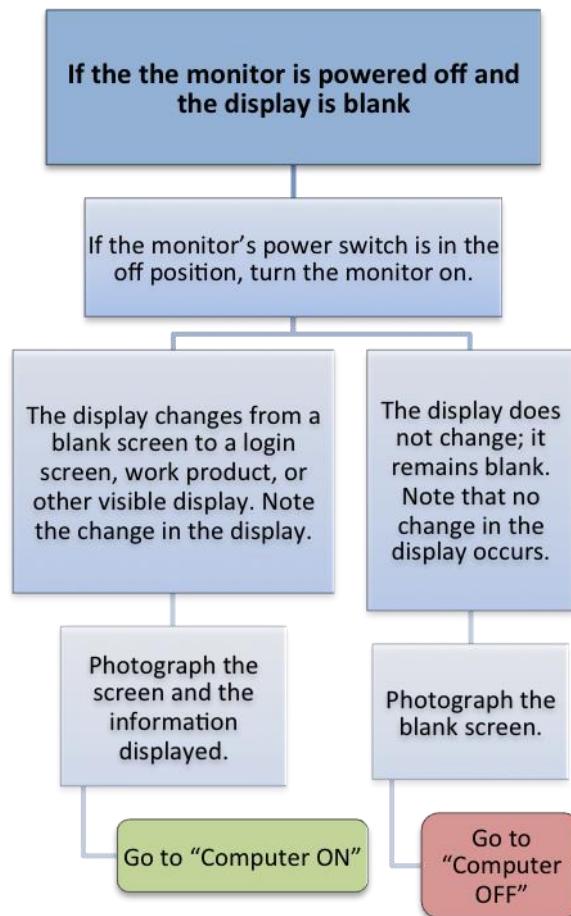 If the the monitor is powered off and
the display is blank
If the monitor’s power switch is in the
off position, turn the monitor on.
The display changes from a
blank screen to a login
screen, work product, or
other visible display. Note
the change in the display.
The display does
not change; it
remains blank.
Note that no
change in the
display occurs.
Photograph the
screen and the
information
displayed.
Photograph the
blank screen.
Go to “Computer ON”
Go to
“Computer
OFF”